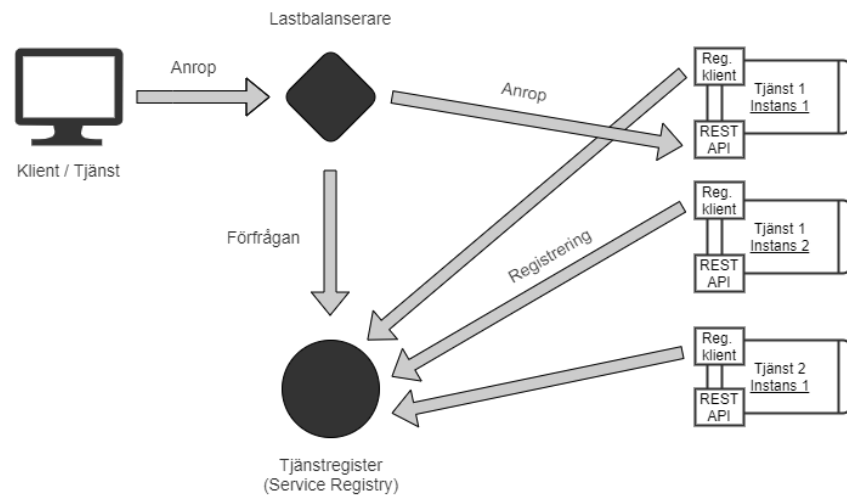 Lastbalanserare
Anrop
Klient / Tjänst
Anrop
Förfrågan
Registrering
Reg.
klient
Tjänst 1
Instans 1
REST
API
Reg.
klient
Tjänst 1
Instans 2
REST
API
Reg.
klient
Tjänst 2
Instans 1
REST
API
Tjänstregister
(Service Registry)